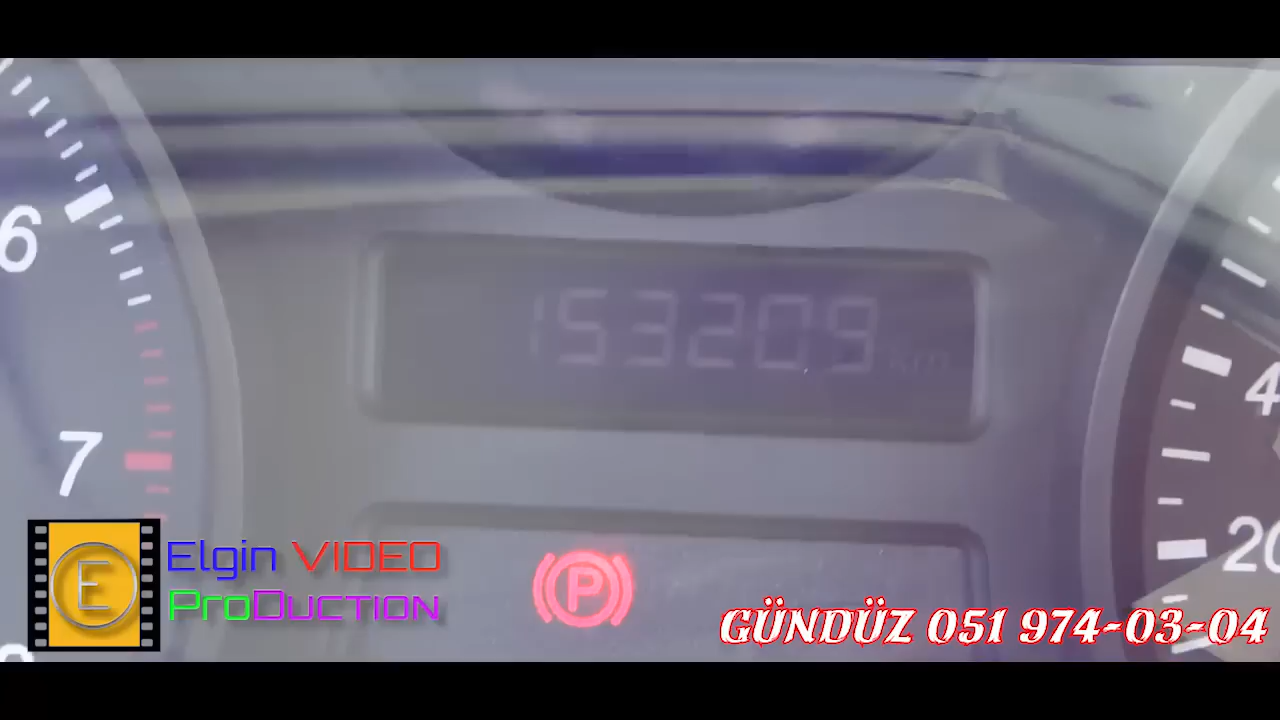 6
153209 km
7
4
20
P
E
Elgin VIDEO
ProDUCTION
GÜNDÜZ 051 974-03-04